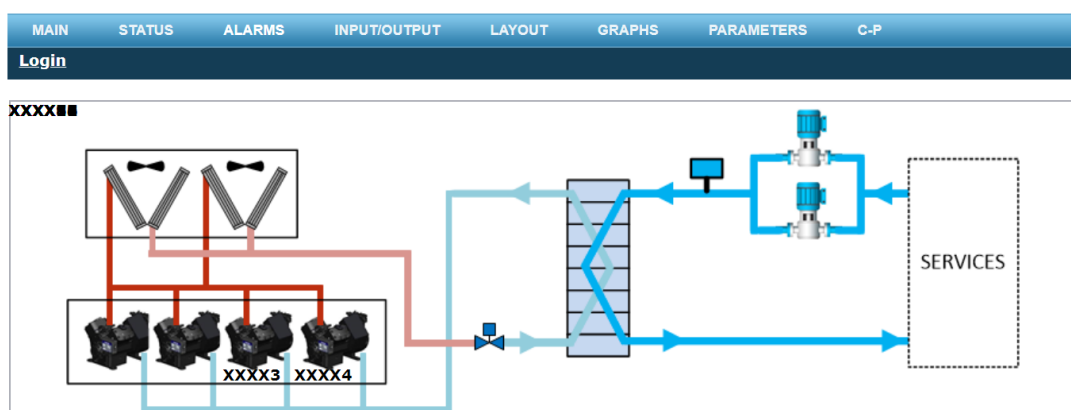 MAIN STATUS ALARMS INPUT/OUTPUT LAYOUT GRAPHS PARAMETERS C-P
Login
SERVICES
XXXX3 XXXX4